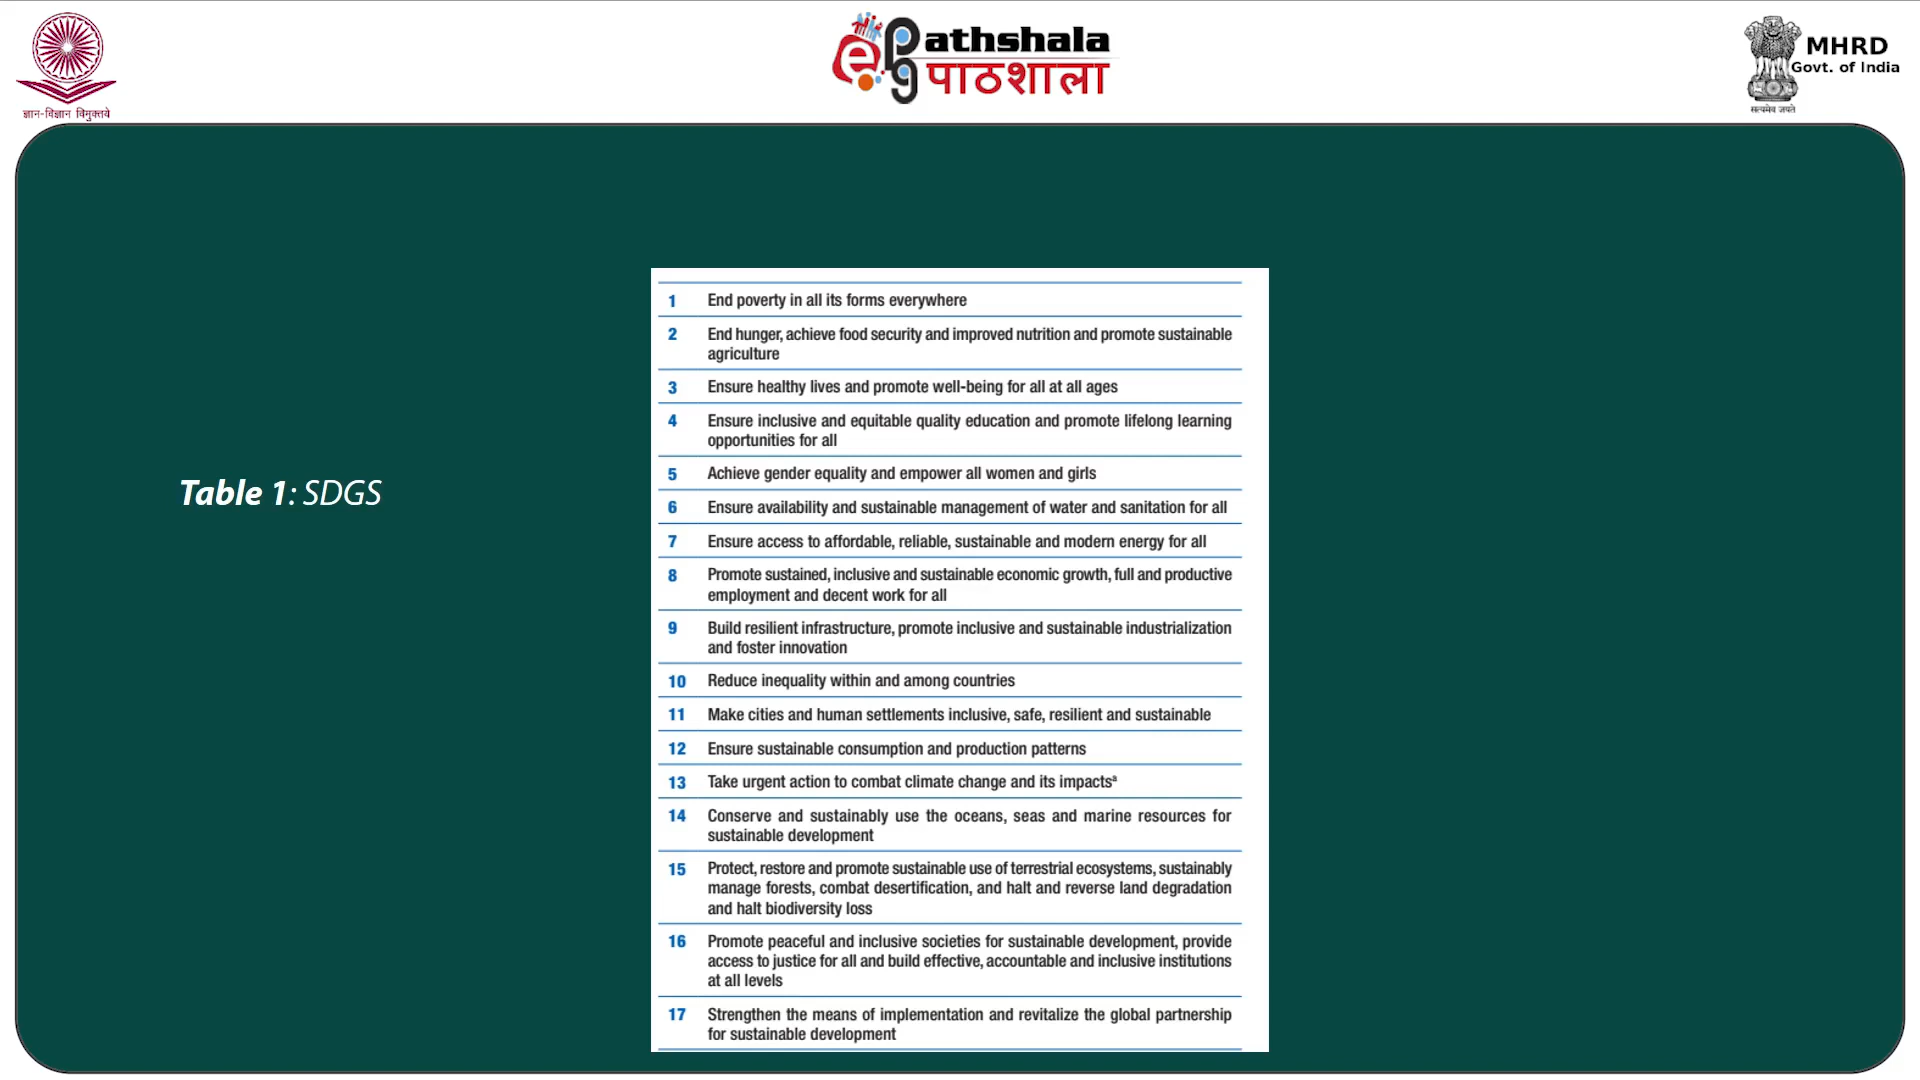 ज्ञान-विज्ञान विमुक्तये
ePG
athshala
पाठशाला
MHRD
Govt. of India
सत्यमेव जयते
Table 1: SDGS
1 End poverty in all its forms everywhere
2 End hunger, achieve food security and improved nutrition and promote sustainable
agriculture
3 Ensure healthy lives and promote well-being for all at all ages
4 Ensure inclusive and equitable quality education and promote lifelong learning
opportunities for all
5 Achieve gender equality and empower all women and girls
6 Ensure availability and sustainable management of water and sanitation for all
7 Ensure access to affordable, reliable, sustainable and modern energy for all
8 Promote sustained, inclusive and sustainable economic growth, full and productive
employment and decent work for all
9 Build resilient infrastructure, promote inclusive and sustainable industrialization
and foster innovation
10 Reduce inequality within and among countries
11 Make cities and human settlements inclusive, safe, resilient and sustainable
12 Ensure sustainable consumption and production patterns
13 Take urgent action to combat climate change and its impactsª
14 Conserve and sustainably use the oceans, seas and marine resources for
sustainable development
15 Protect, restore and promote sustainable use of terrestrial ecosystems, sustainably
manage forests, combat desertification, and halt and reverse land degradation
and halt biodiversity loss
16 Promote peaceful and inclusive societies for sustainable development, provide
access to justice for all and build effective, accountable and inclusive institutions
at all levels
17 Strengthen the means of implementation and revitalize the global partnership
for sustainable development